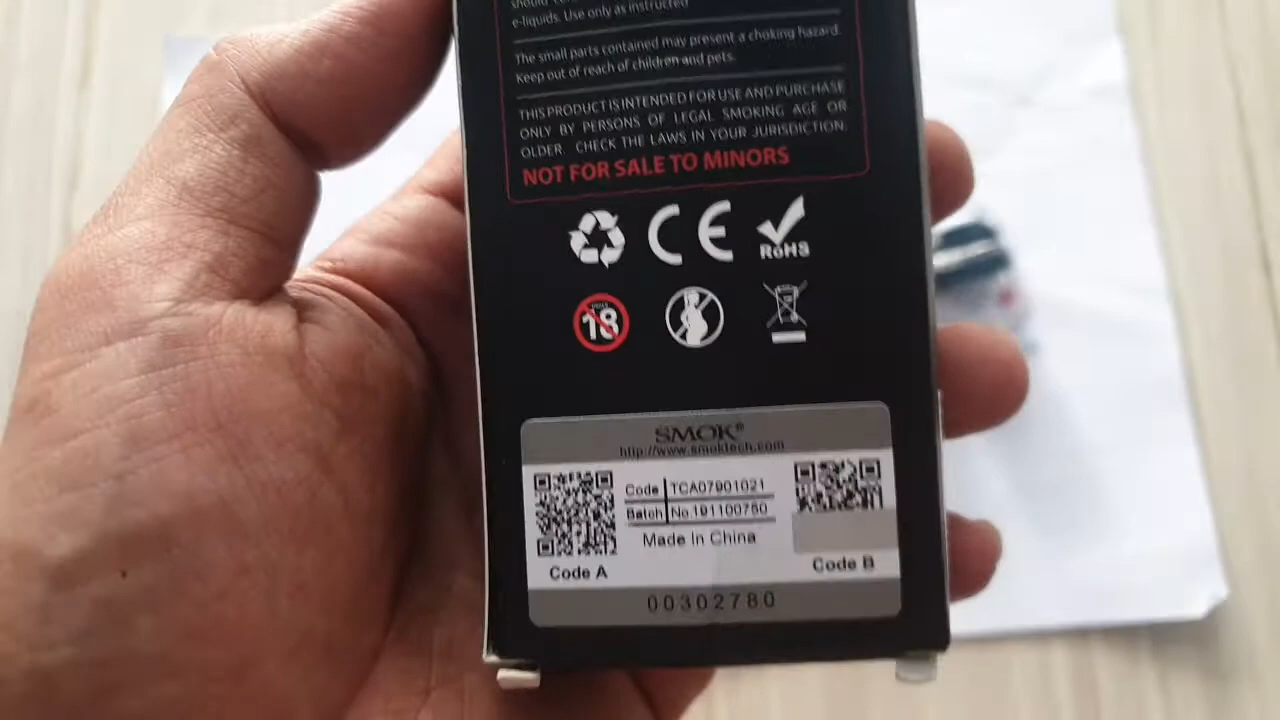 should
e-liquids. Use only as instructed
The small parts contained may present a choking hazard.
Keep out of reach of children and pets.
THIS PRODUCT IS INTENDED FOR USE AND PURCHASE
ONLY BY PERSONS OF LEGAL SMOKING AGE OR
OLDER. CHECK THE LAWS IN YOUR JURISDICTION.
NOT FOR SALE TO MINORS
CE
RoHS
18
SMOK®
http://www.smoktech.com
Code TCA07901021
Batch No.191100750
Made in China
Code A
Code B
00302780